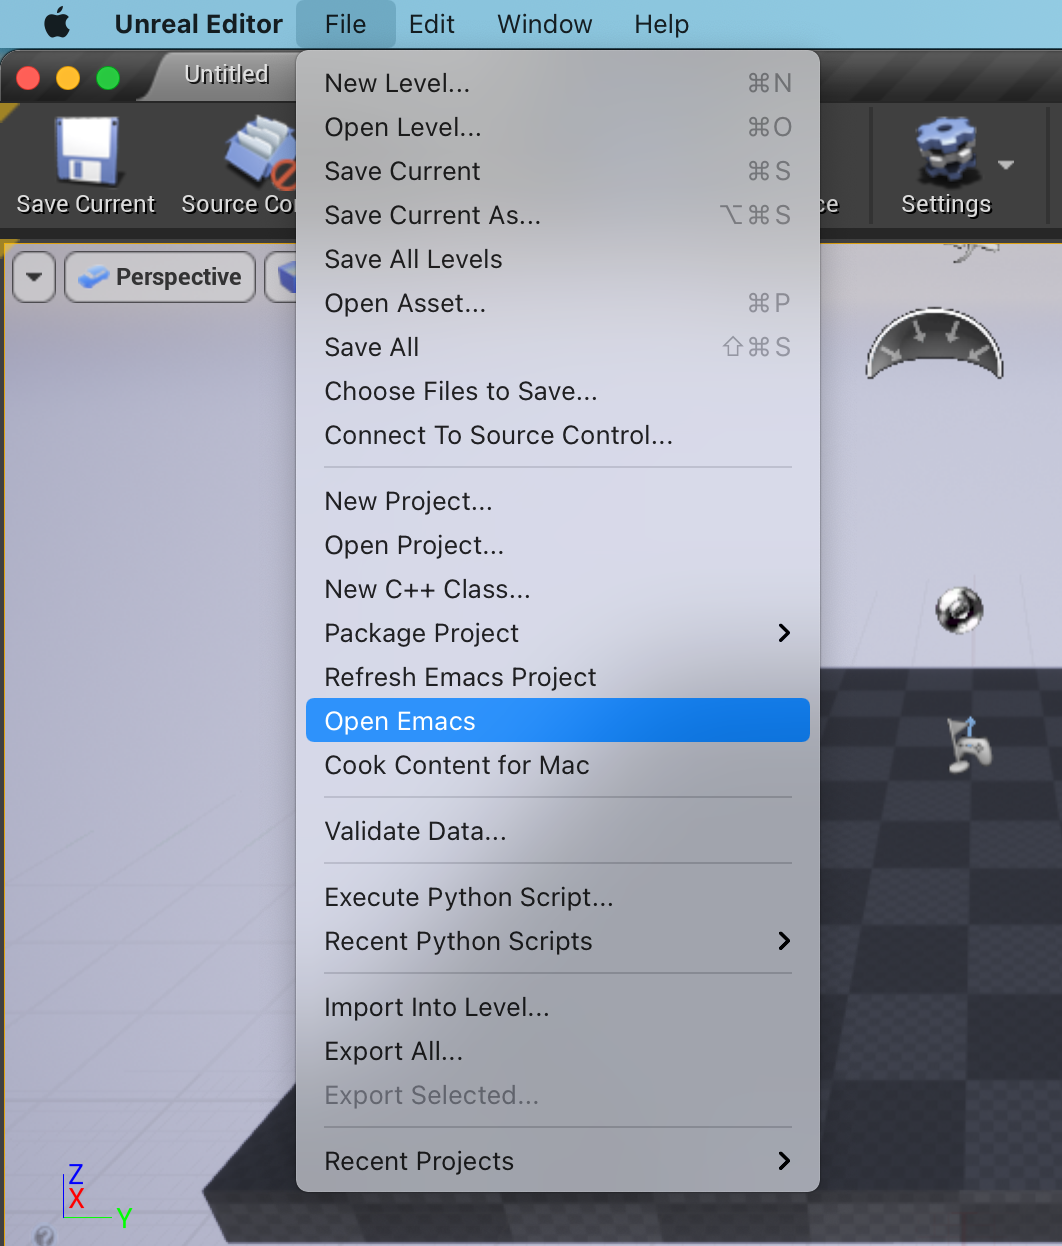 Unreal Editor File Edit Window Help
Untitled
Save Current
Settings
Perspective
New Level... ⌘N
Open Level... ⌘O
Save Current ⌘S
Save Current As... ⌥⌘S
Save All Levels
Open Asset... ⌘P
Save All ⇧⌘S
Choose Files to Save...
Connect To Source Control...
New Project...
Open Project...
New C++ Class...
Package Project
Refresh Emacs Project
Open Emacs
Cook Content for Mac
Validate Data...
Execute Python Script...
Recent Python Scripts
Import Into Level...
Export All...
Export Selected...
Recent Projects
Source Co
ce
Z
X
Y